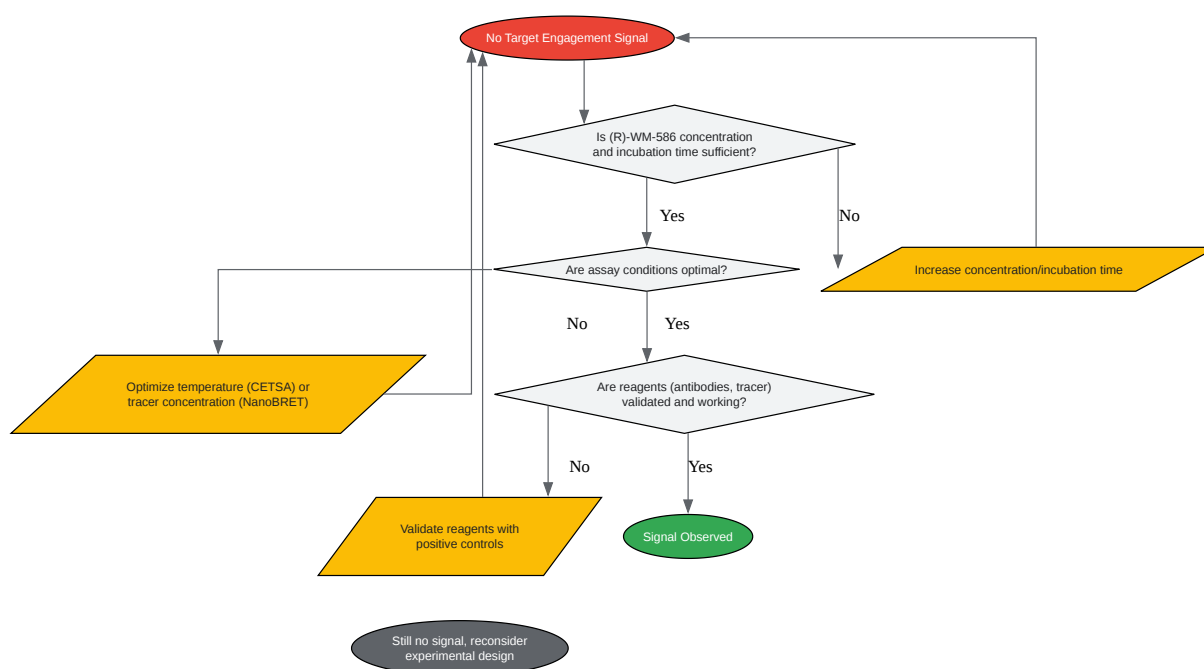 No Target Engagement Signal
Is (R)-WM-586 concentration
and incubation time sufficient?
Yes
No
Are assay conditions optimal?
Increase concentration/incubation time
No
Yes
Optimize temperature (CETSA) or
tracer concentration (NanoBRET)
Are reagents (antibodies, tracer)
validated and working?
No
Yes
Validate reagents with
positive controls
Signal Observed
Still no signal, reconsider
experimental design